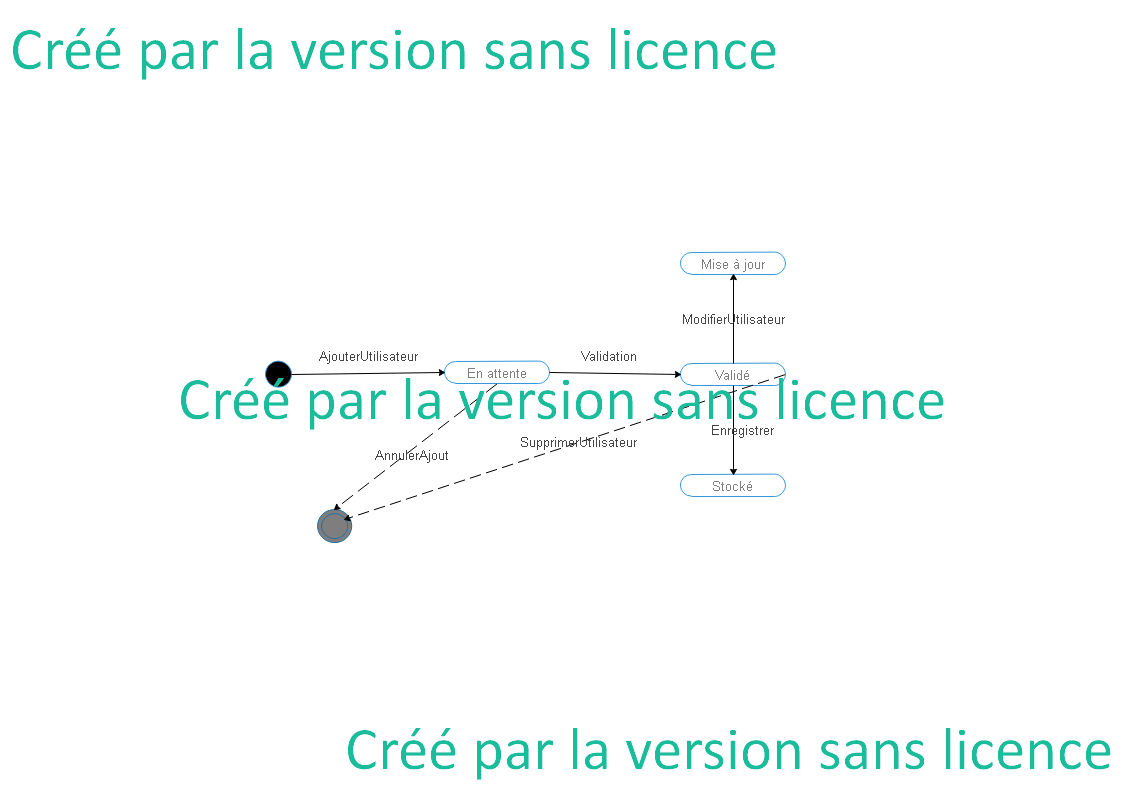 Créé par la version sans licence
Mise à jour
ModifierUtilisateur
AjouterUtilisateur
Validation
En attente
Validé
Créé par la version sans licence
Enregistrer
SupprimerUtilisateur
AnnulerAjout
Stocké
Créé par la version sans licence